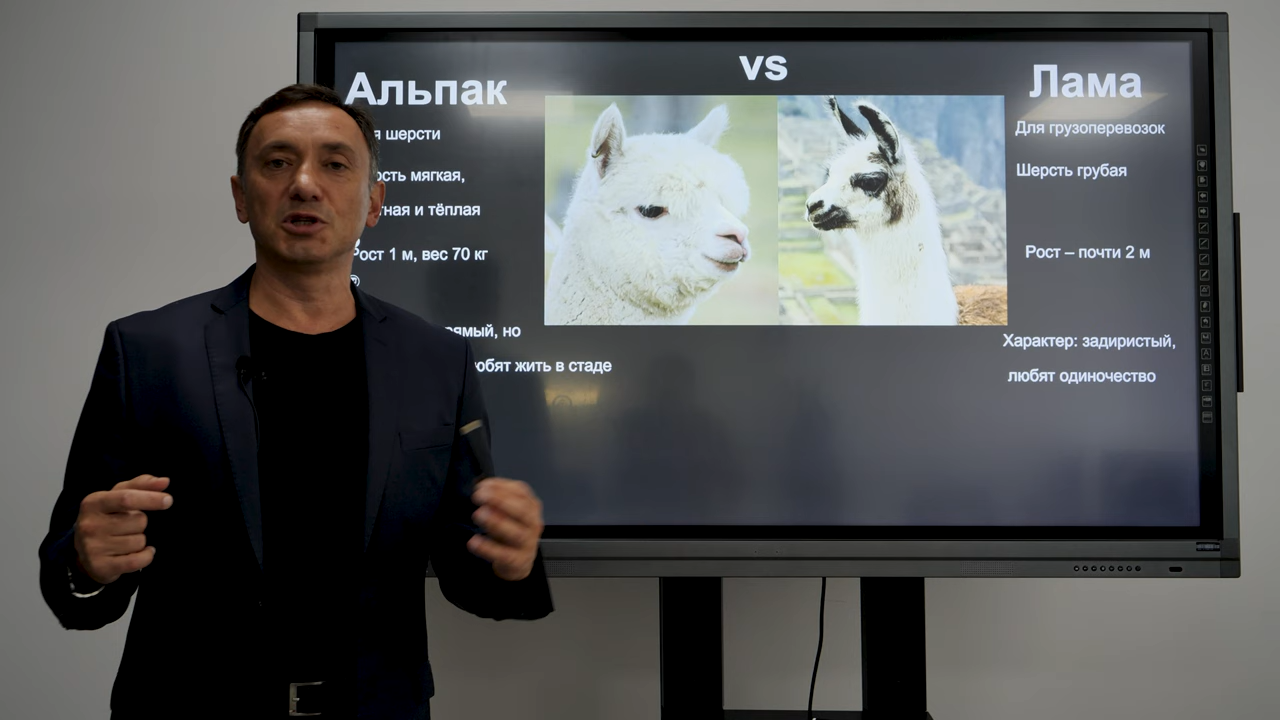 vs
Альпак
шерсти
мягкая,
и тёплая
Рост 1 м, вес 70 кг
но
жить в стаде
Лама
Для грузоперевозок
Шерсть грубая
Рост – почти 2 м
Характер: задиристый,
любят одиночество